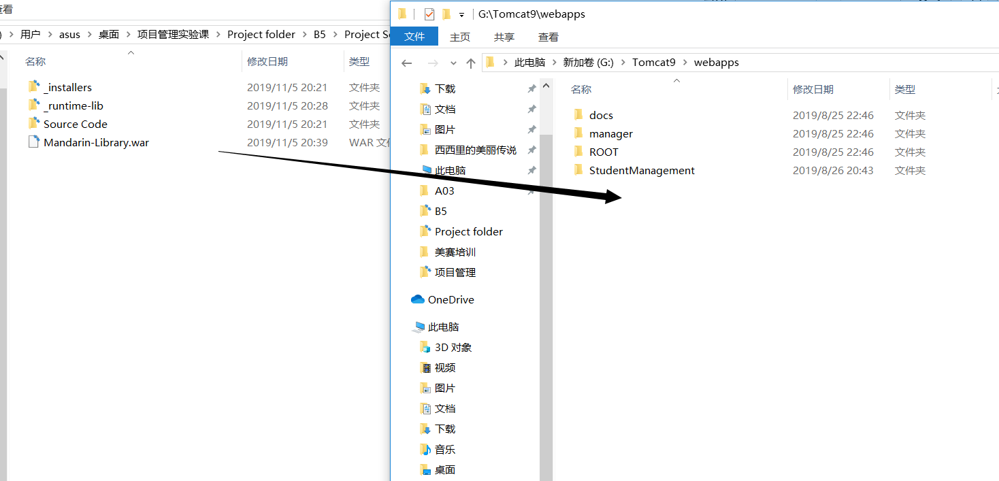 查看
用户 > asus > 桌面 > 项目管理实验课 > Project folder > B5 > Project S
名称 修改日期 类型
_installers 2019/11/5 20:21 文件夹
_runtime-lib 2019/11/5 20:28 文件夹
Source Code 2019/11/5 20:21 文件夹
Mandarin-Library.war 2019/11/5 20:39 WAR 文件
G:\Tomcat9\webapps
文件 主页 共享 查看
此电脑 > 新加卷 (G:) > Tomcat9 > webapps
下载
文档
图片
西西里的美丽传说
此电脑
A03
B5
Project folder
美赛培训
项目管理
OneDrive
此电脑
3D 对象
视频
图片
文档
下载
音乐
桌面
名称 修改日期 类型
docs 2019/8/25 22:46 文件夹
manager 2019/8/25 22:46 文件夹
ROOT 2019/8/25 22:46 文件夹
StudentManagement 2019/8/26 20:43 文件夹